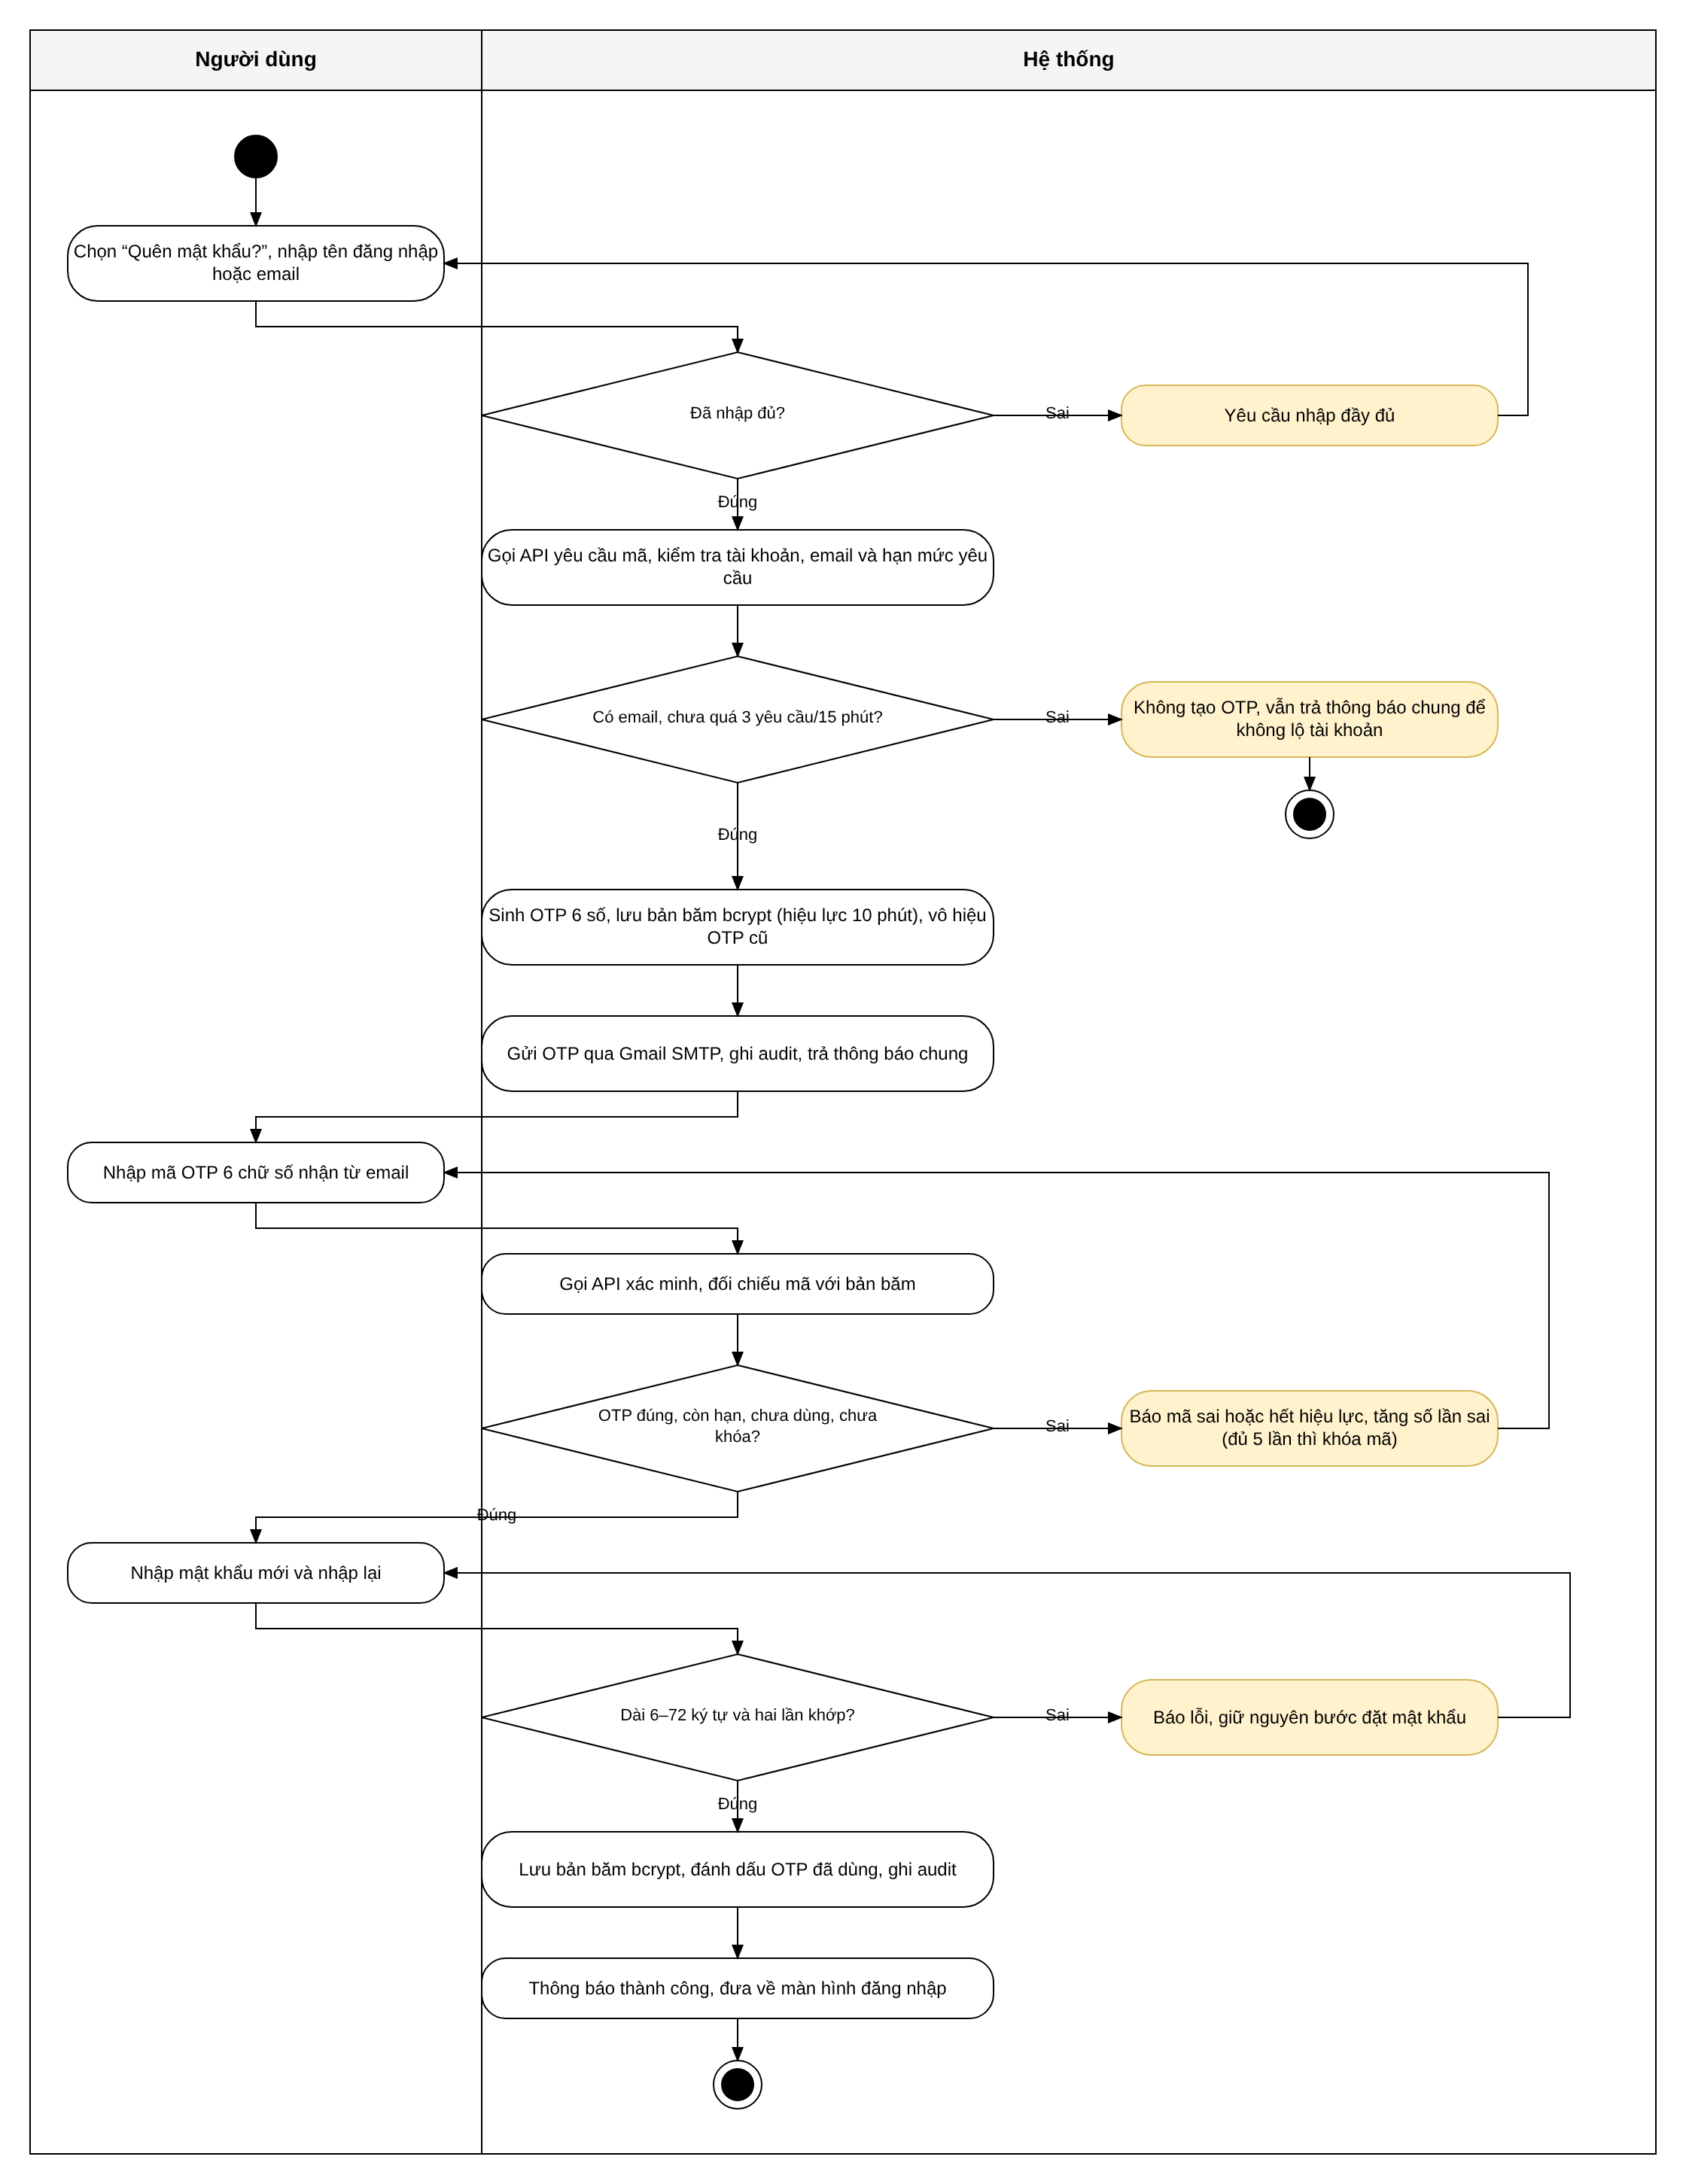 Người dùng
Hệ thống
Chọn “Quên mật khẩu?”, nhập tên đăng nhập
hoặc email
Đã nhập đủ?
Sai
Yêu cầu nhập đầy đủ
Đúng
Gọi API yêu cầu mã, kiểm tra tài khoản, email và hạn mức yêu
cầu
Có email, chưa quá 3 yêu cầu/15 phút?
Sai
Không tạo OTP, vẫn trả thông báo chung để
không lộ tài khoản
Đúng
Sinh OTP 6 số, lưu bản băm bcrypt (hiệu lực 10 phút), vô hiệu
OTP cũ
Gửi OTP qua Gmail SMTP, ghi audit, trả thông báo chung
Nhập mã OTP 6 chữ số nhận từ email
Gọi API xác minh, đối chiếu mã với bản băm
OTP đúng, còn hạn, chưa dùng, chưa
khóa?
Sai
Báo mã sai hoặc hết hiệu lực, tăng số lần sai
(đủ 5 lần thì khóa mã)
Đúng
Nhập mật khẩu mới và nhập lại
Dài 6–72 ký tự và hai lần khớp?
Sai
Báo lỗi, giữ nguyên bước đặt mật khẩu
Đúng
Lưu bản băm bcrypt, đánh dấu OTP đã dùng, ghi audit
Thông báo thành công, đưa về màn hình đăng nhập